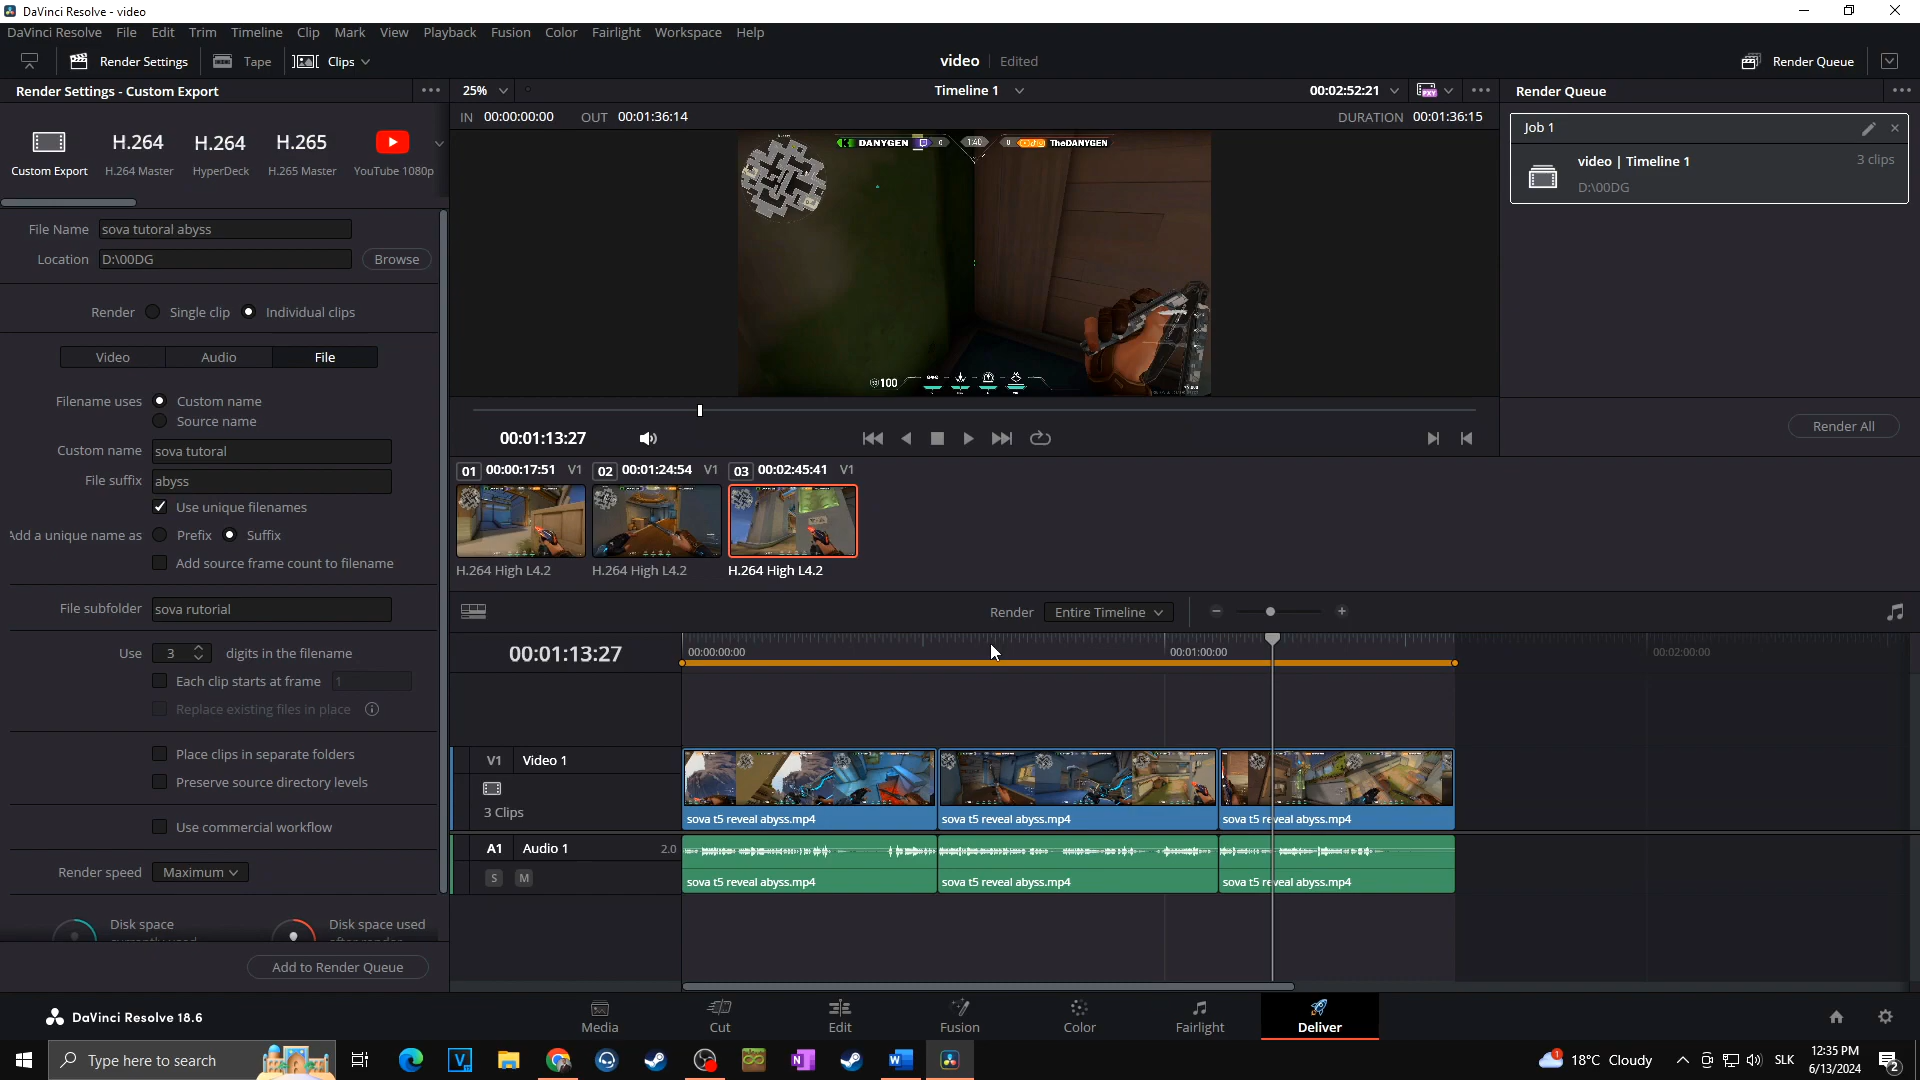 DaVinci Resolve - video
DaVinci Resolve File Edit Trim Timeline Clip Mark View Playback Fusion Color Fairlight Workspace Help
Render Settings Tape Clips video Edited Render Queue
Render Settings - Custom Export
25% Timeline 1 00:02:52:21
Render Queue
IN 00:00:00:00 OUT 00:01:36:14 DURATION 00:01:36:15
H.264 H.264 H.265
Custom Export H.264 Master HyperDeck H.265 Master YouTube 1080p
DANYGEN 0 1:40 0 TheDANYGEN
100
Job 1
video | Timeline 1 3 clips
D:\00DG
Render All
File Name sova tutoral abyss
Location D:\00DG Browse
Render Single clip Individual clips
Video Audio File
Filename uses Custom name
Source name
Custom name sova tutoral
File suffix abyss
Use unique filenames
Add a unique name as Prefix Suffix
Add source frame count to filename
File subfolder sova rutorial
Use 3 digits in the filename
Each clip starts at frame 1
Replace existing files in place
Place clips in separate folders
Preserve source directory levels
Use commercial workflow
Render speed Maximum
Disk space
currently used
Disk space used
after render
Add to Render Queue
00:01:13:27
01 00:00:17:51 V1 02 00:01:24:54 V1 03 00:02:45:41 V1
H.264 High L4.2 H.264 High L4.2 H.264 High L4.2
Render Entire Timeline
00:01:13:27 00:00:00:00 00:01:00:00 00:02:00:00
V1 Video 1
3 Clips
sova t5 reveal abyss.mp4 sova t5 reveal abyss.mp4 sova t5 reveal abyss.mp4
A1 Audio 1 2.0
S M
sova t5 reveal abyss.mp4 sova t5 reveal abyss.mp4 sova t5 reveal abyss.mp4
DaVinci Resolve 18.6
Media Cut Edit Fusion Color Fairlight Deliver
Type here to search
1
18°C Cloudy SLK
12:35 PM
6/13/2024
2